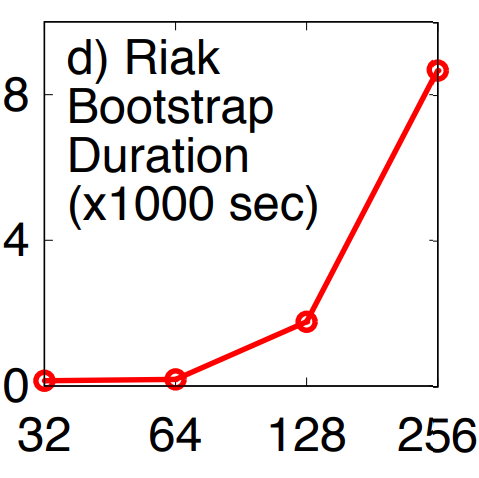 d) Riak
Bootstrap
Duration
(x1000 sec)
8
4
0
32 64 128 256